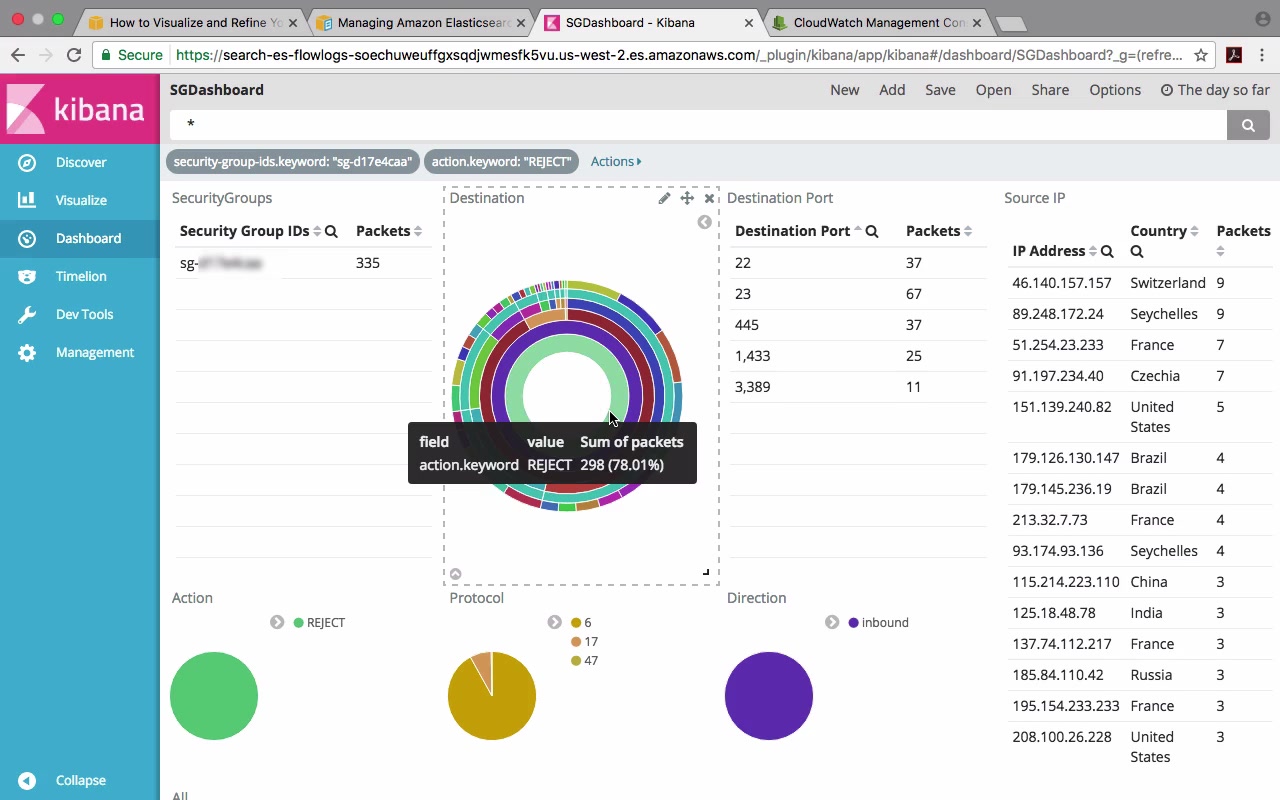 How to Visualize and Refine Yo
Managing Amazon Elasticsear
SGDashboard - Kibana
CloudWatch Management Con
Secure
https://search-es-flowlogs-soechuweuffgxsqdjwmesfk5vu.us-west-2.es.amazonaws.com/_plugin/kibana/app/kibana#/dashboard/SGDashboard?_g=(refre...
kibana
SGDashboard
New Add Save Open Share Options The day so far
*
security-group-ids.keyword: "sg-d17e4caa" action.keyword: "REJECT" Actions
Discover
Visualize
Dashboard
Timelion
Dev Tools
Management
Collapse
SecurityGroups
Security Group IDs Packets
sg- 335
Destination
field value Sum of packets
action.keyword REJECT 298 (78.01%)
Destination Port
Destination Port Packets
22 37
23 67
445 37
1,433 25
3,389 11
Source IP
IP Address Country Packets
46.140.157.157 Switzerland 9
89.248.172.24 Seychelles 9
51.254.23.233 France 7
91.197.234.40 Czechia 7
151.139.240.82 United States 5
179.126.130.147 Brazil 4
179.145.236.19 Brazil 4
213.32.7.73 France 4
93.174.93.136 Seychelles 4
115.214.223.110 China 3
125.18.48.78 India 3
137.74.112.217 France 3
185.84.110.42 Russia 3
195.154.233.233 France 3
208.100.26.228 United States 3
Action
REJECT
Protocol
6
17
47
Direction
inbound
All